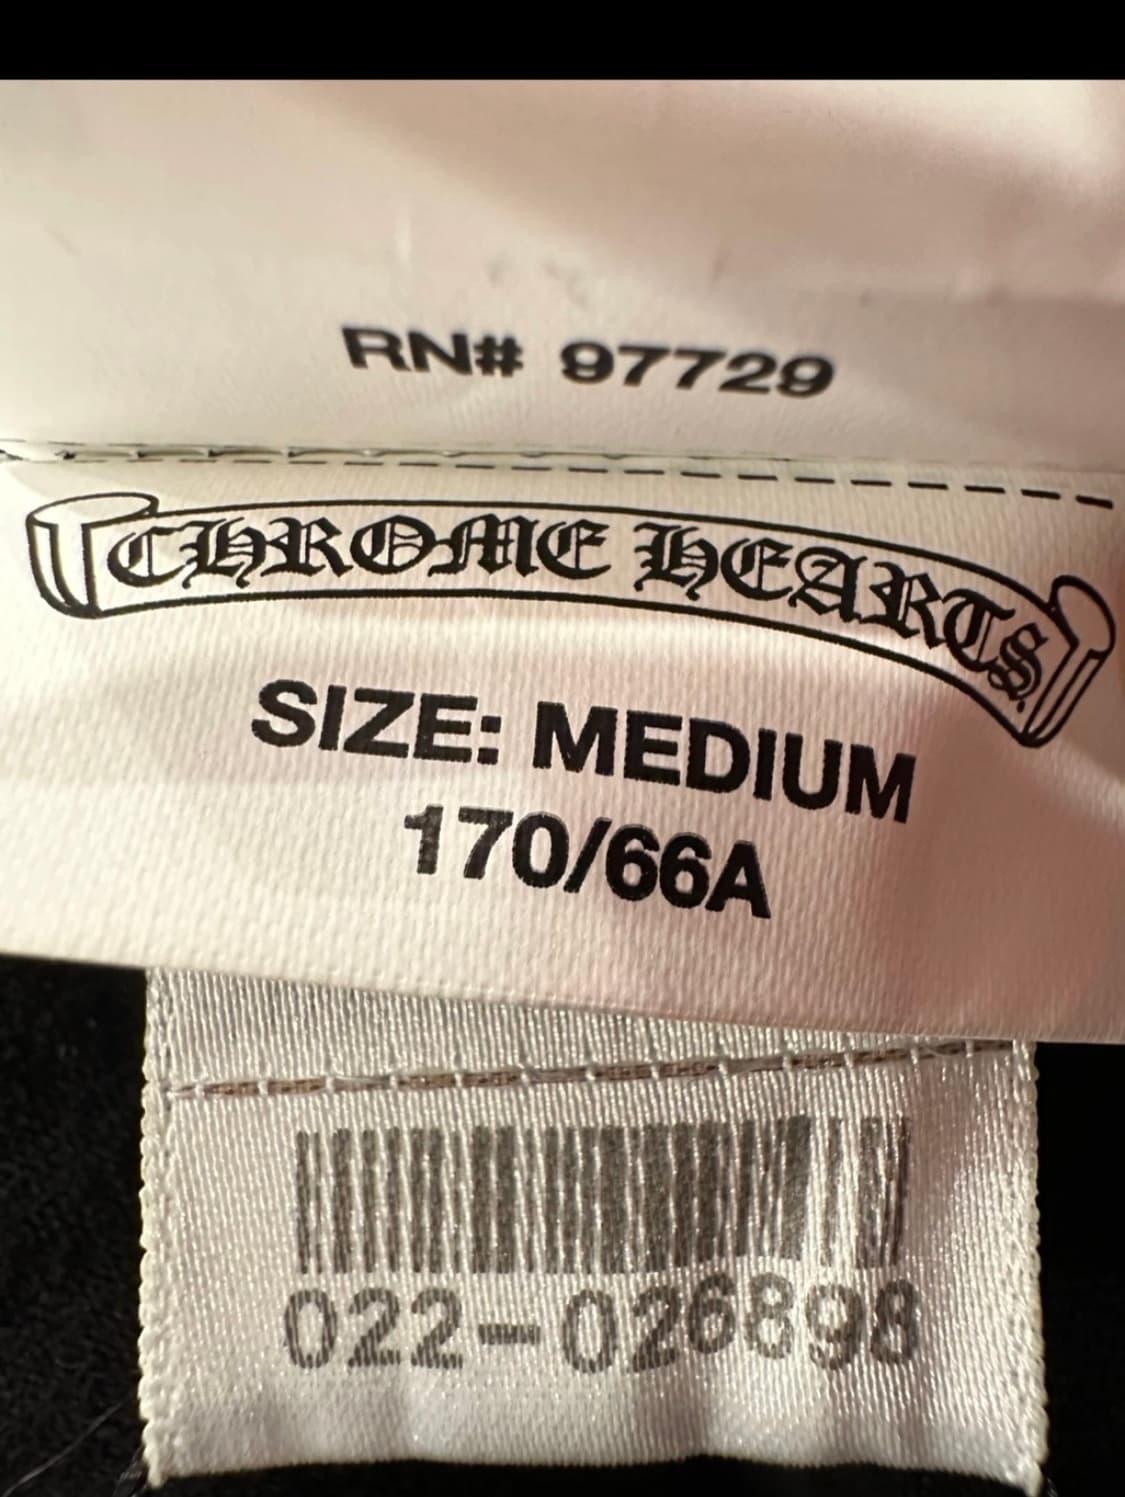 RN# 97729
CHROME HEARTS
SIZE: MEDIUM
170/66A
022-026898